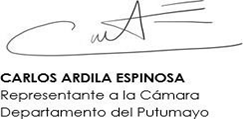 CARLOS ARDILA ESPINOSA
Representante a la Cámara
Departamento del Putumayo